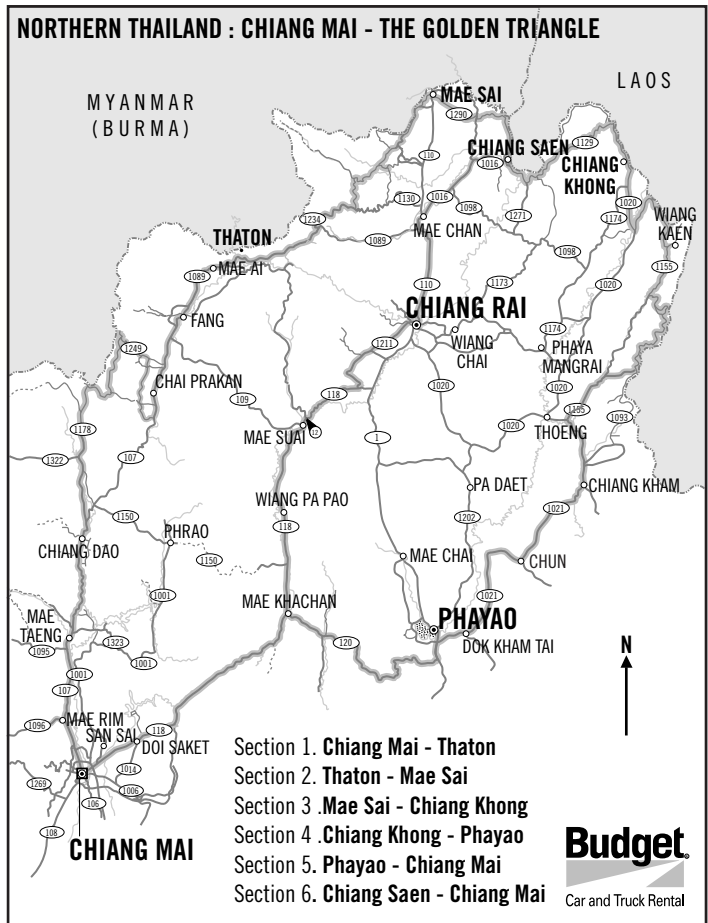 NORTHERN THAILAND : CHIANG MAI - THE GOLDEN TRIANGLE
LAOS
MYANMAR
(BURMA)
MAE SAI
1290
CHIANG SAEN
1129
110
1016
CHIANG
KHONG
1130
1016
1098
1020
1234
1271
1174
WIANG
KAEN
THATON
1089
MAE CHAN
1098
1155
1089
MAE AI
110
1173
1020
FANG
CHIANG RAI
WIANG
CHAI
1174
PHAYA
MANGRAI
1249
1211
CHAI PRAKAN
118
1020
1020
109
1155
1093
MAE SUAI
12
1
1020
THOENG
1178
107
1322
PA DAET
CHIANG KHAM
WIANG PA PAO
118
1202
1021
1150
PHRAO
CHIANG DAO
1150
MAE CHAI
CHUN
1001
1021
MAE KHACHAN
PHAYAO
MAE
TAENG
1323
120
DOK KHAM TAI
1095
1001
1001
N
107
1096
MAE RIM
SAN SAI
118
DOI SAKET
1014
1269
1006
106
108
CHIANG MAI
Section 1. Chiang Mai - Thaton
Section 2. Thaton - Mae Sai
Section 3 .Mae Sai - Chiang Khong
Section 4 .Chiang Khong - Phayao
Section 5. Phayao - Chiang Mai
Section 6. Chiang Saen - Chiang Mai
Budget®
Car and Truck Rental